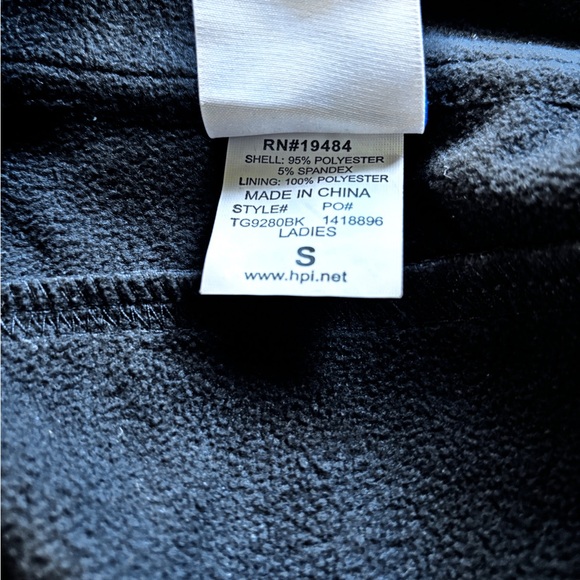 RN#19484
SHELL: 95% POLYESTER
5% SPANDEX
LINING: 100% POLYESTER
MADE IN CHINA
STYLE# PO#
TG9280BK 1418896
LADIES
S
www.hpi.net